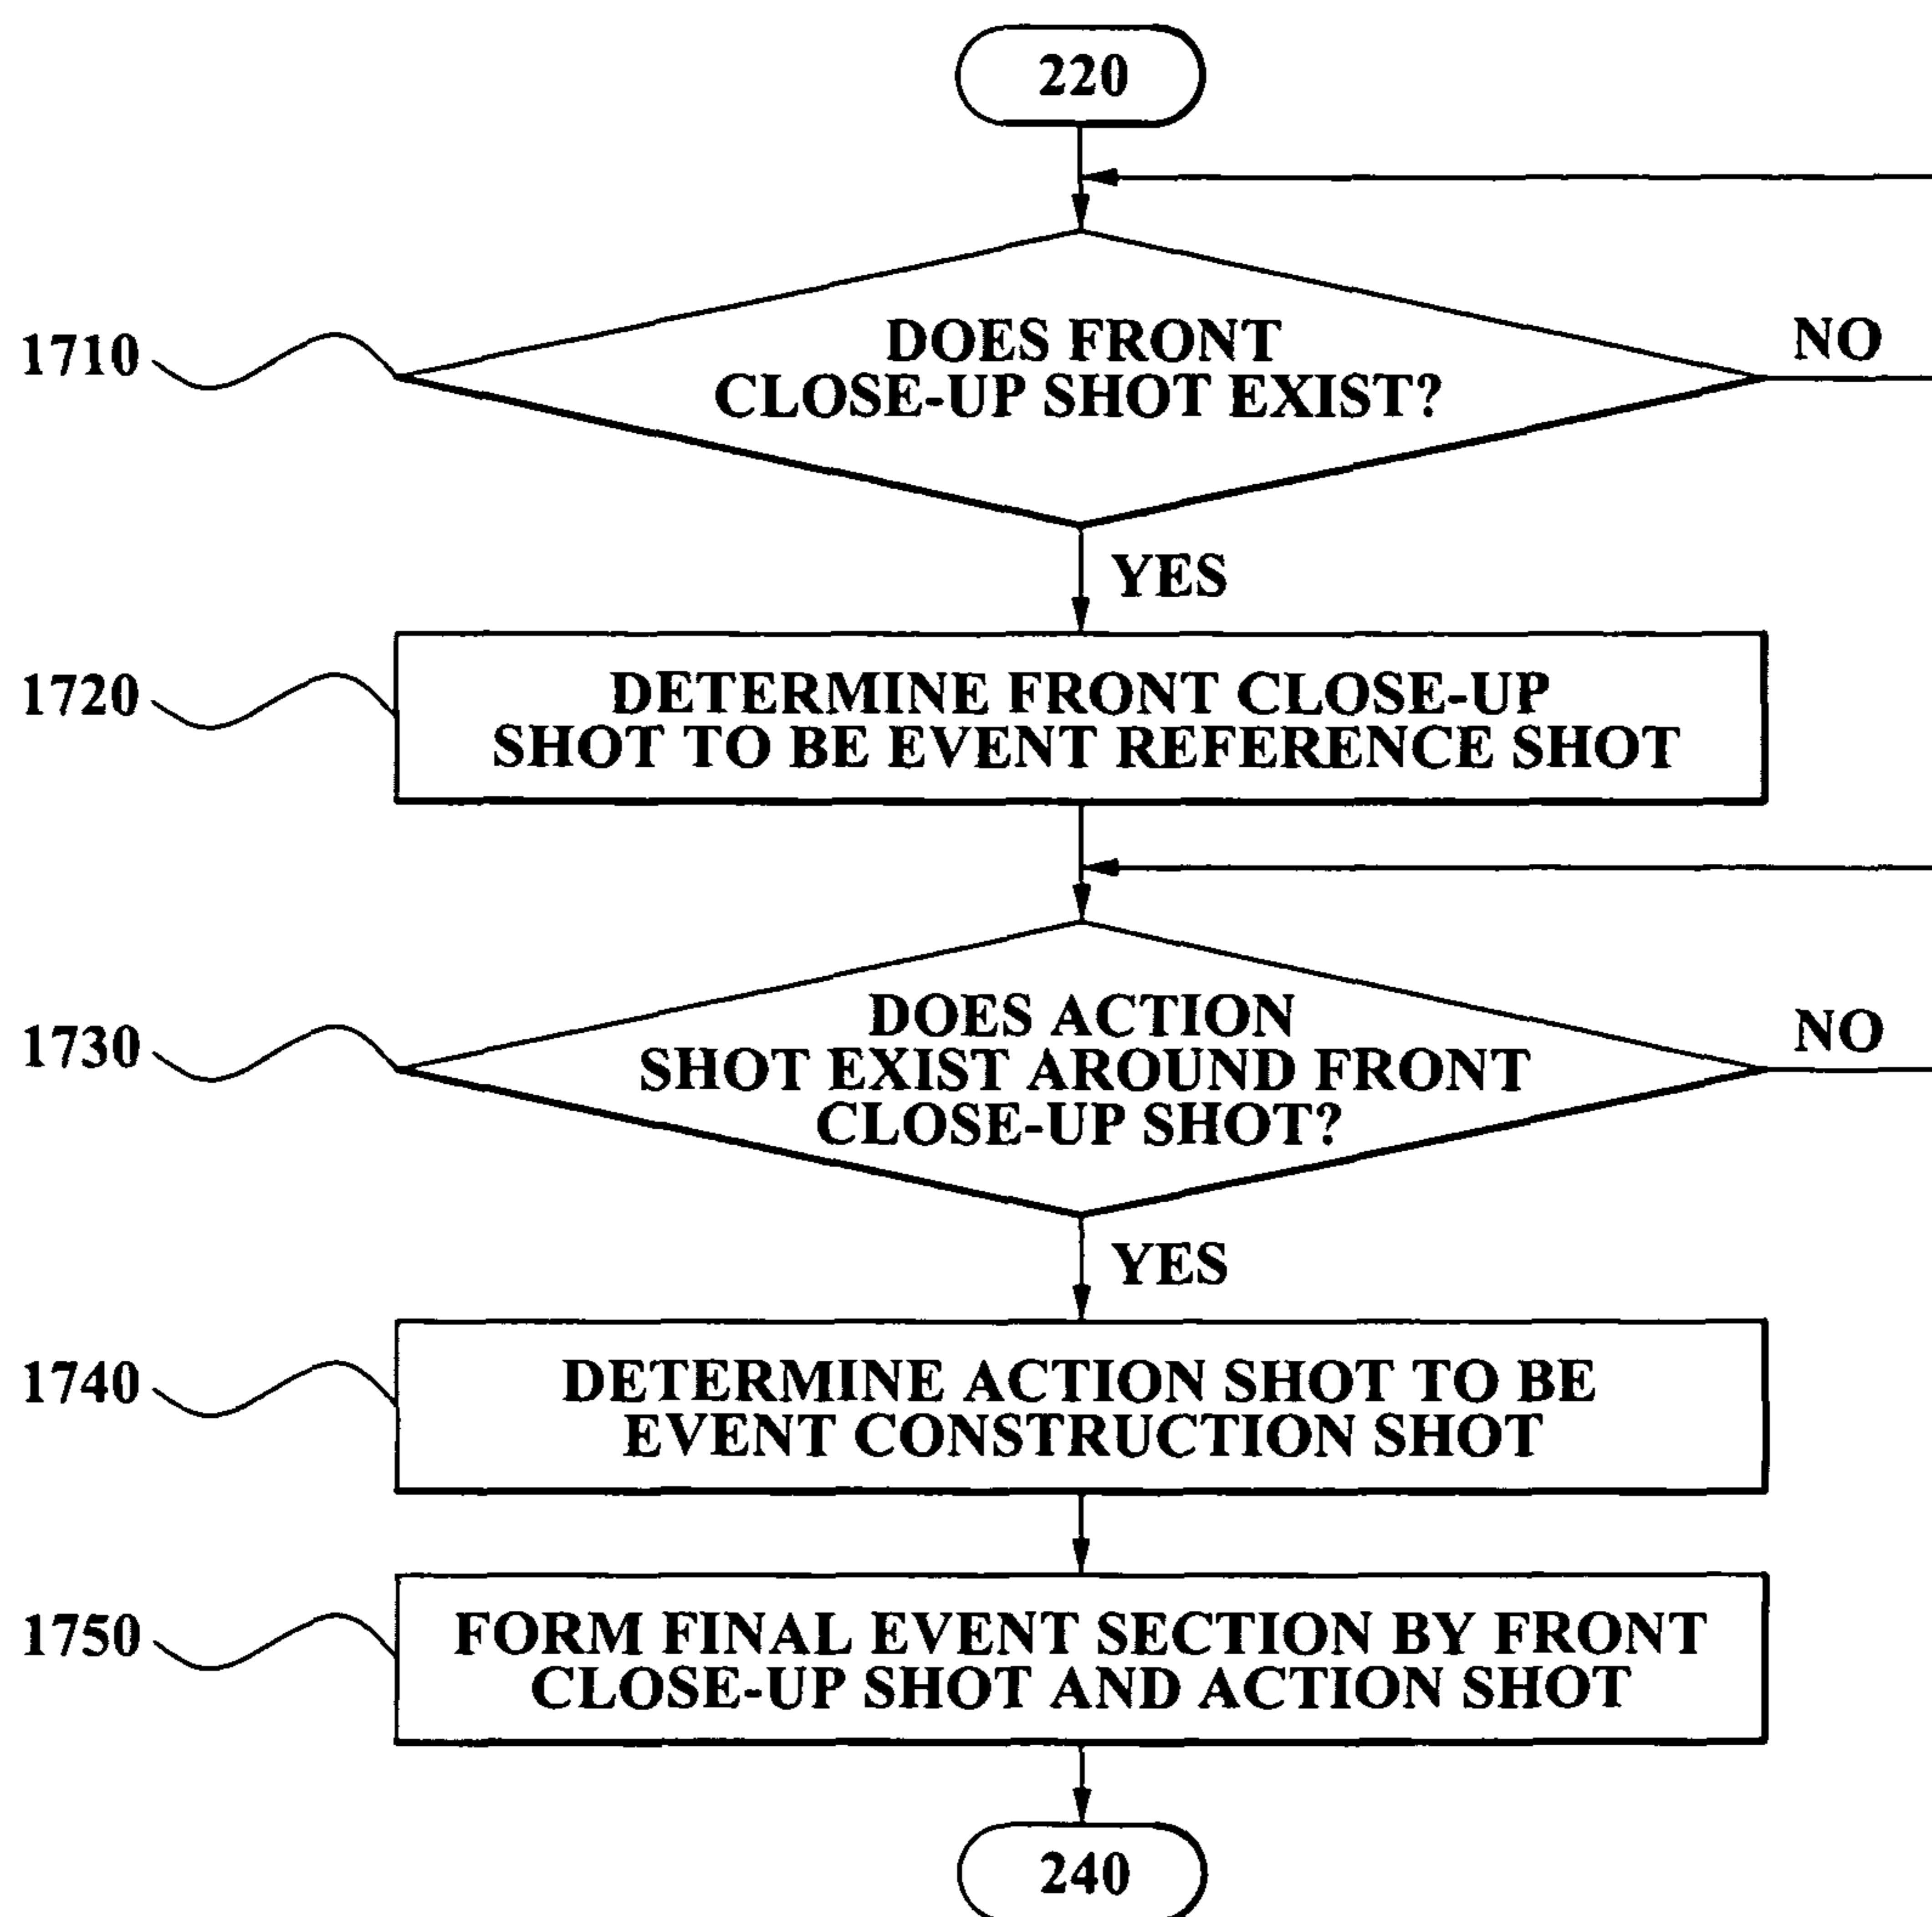 220
1710
DOES FRONT
CLOSE-UP SHOT EXIST?
NO
YES
1720
DETERMINE FRONT CLOSE-UP
SHOT TO BE EVENT REFERENCE SHOT
1730
DOES ACTION
SHOT EXIST AROUND FRONT
CLOSE-UP SHOT?
NO
YES
1740
DETERMINE ACTION SHOT TO BE
EVENT CONSTRUCTION SHOT
1750
FORM FINAL EVENT SECTION BY FRONT
CLOSE-UP SHOT AND ACTION SHOT
240